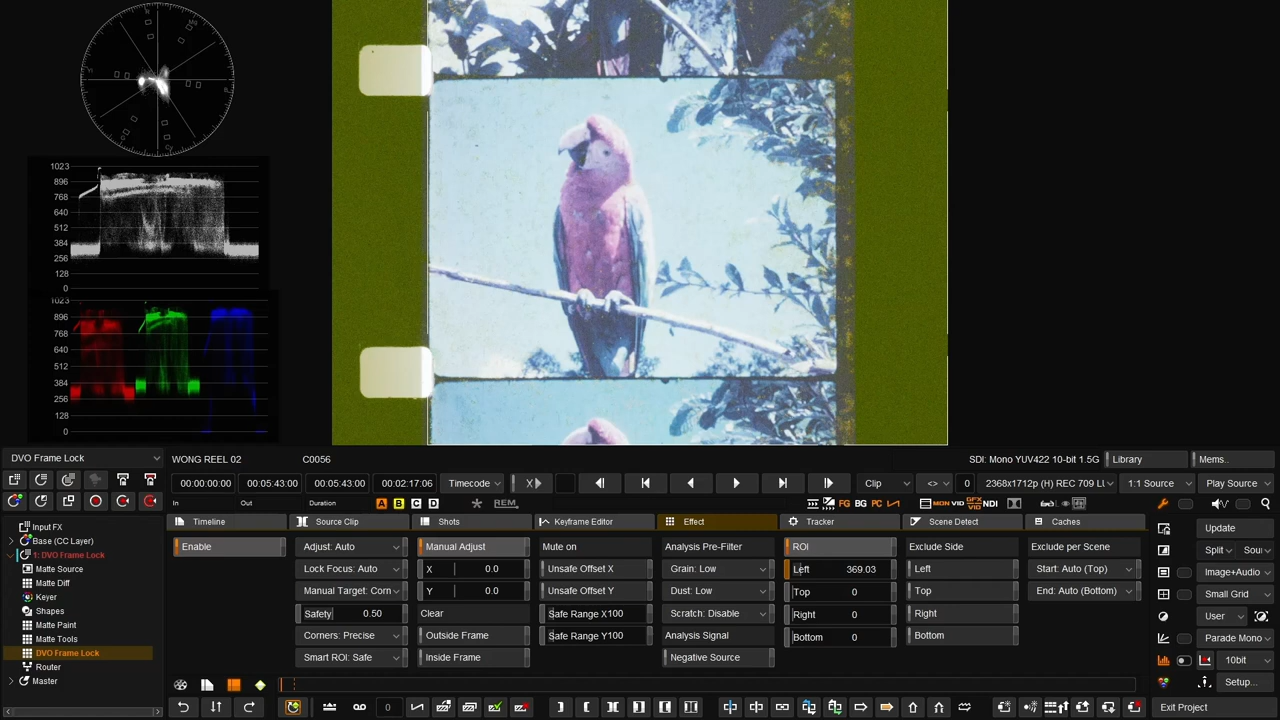 1023
896
768
640
512
384
256
128
0
1023
896
768
640
512
384
256
128
0
DVO Frame Lock
WONG REEL 02 C0056 SDI: Mono YUV422 10-bit 1.5G Library Mems..
00:00:00:00 00:05:43:00 00:05:43:00 00:02:17:06 Timecode X Clip <> 0 2368x1712p (H) REC 709 LU 1:1 Source Play Source
In Out Duration A B C D REM FG BG PC MON VID GFX VID NDI
Timeline Source Clip Shots Keyframe Editor Effect Tracker Scene Detect Caches
Input FX
Base (CC Layer)
1: DVO Frame Lock
Matte Source
Matte Diff
Keyer
Shapes
Matte Paint
Matte Tools
DVO Frame Lock
Router
Master
Enable Adjust: Auto Manual Adjust Mute on Analysis Pre-Filter ROI Exclude Side Exclude per Scene
Lock Focus: Auto X 0.0 Unsafe Offset X Grain: Low Left 369.03 Left Start: Auto (Top)
Manual Target: Corn Y 0.0 Unsafe Offset Y Dust: Low Top 0 Top End: Auto (Bottom)
Safety 0.50 Clear Safe Range X100 Scratch: Disable Right 0 Right
Corners: Precise Outside Frame Safe Range Y100 Analysis Signal Bottom 0 Bottom
Smart ROI: Safe Inside Frame Negative Source
Update
Split Sou
Image+Audio
Small Grid
User
Parade Mono
10bit
Setup...
0
Exit Project